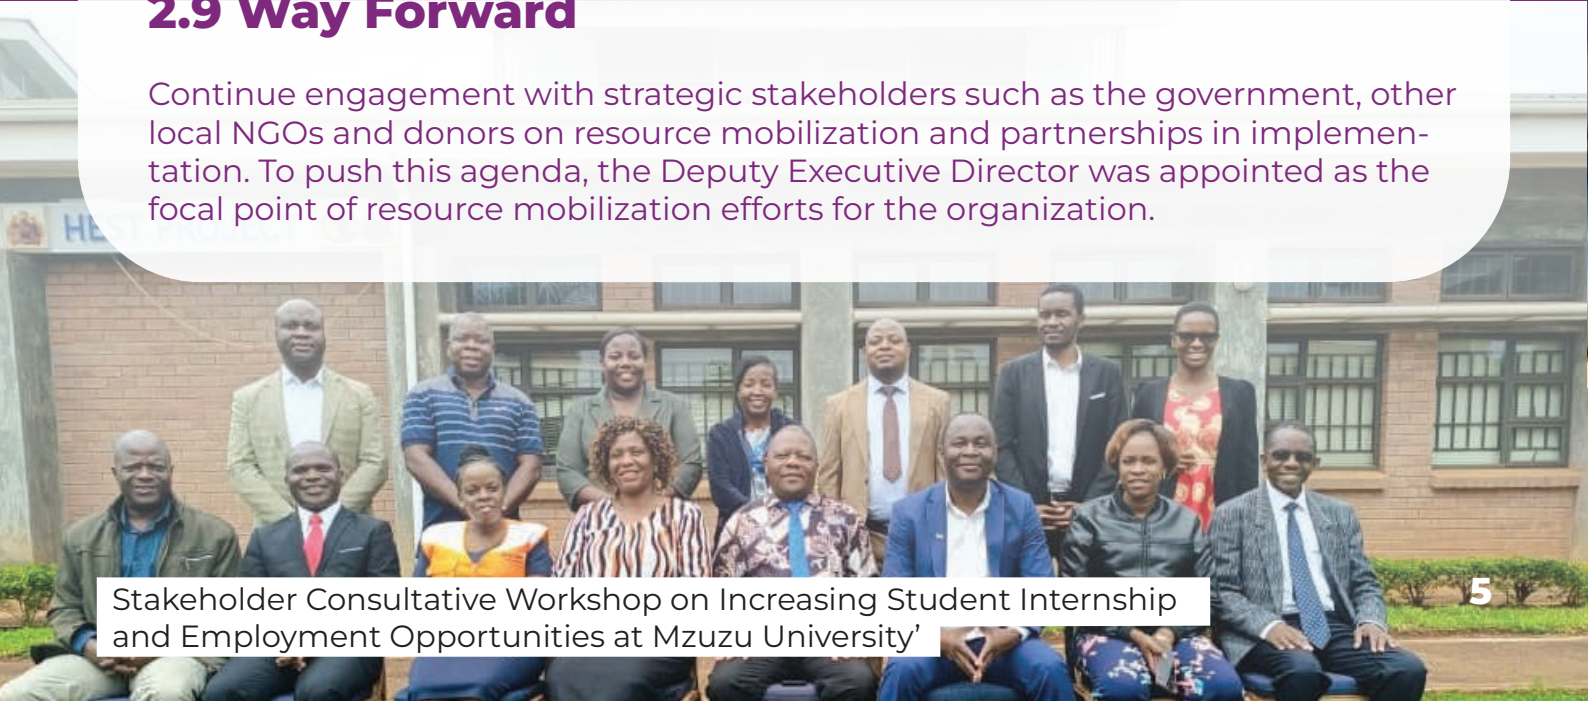 2.9 Way Forward
Continue engagement with strategic stakeholders such as the government, other
local NGOs and donors on resource mobilization and partnerships in implemen-
tation. To push this agenda, the Deputy Executive Director was appointed as the
focal point of resource mobilization efforts for the organization.
HEST PROJECT
Stakeholder Consultative Workshop on Increasing Student Internship
and Employment Opportunities at Mzuzu University’
5